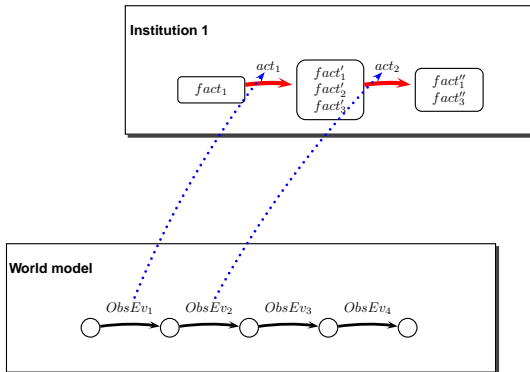 Institution 1
act₁ act₂
fact₁
fact′₁
fact′₂
fact′₃
fact″₁
fact″₃
World model
ObsEv₁ ObsEv₂ ObsEv₃ ObsEv₄